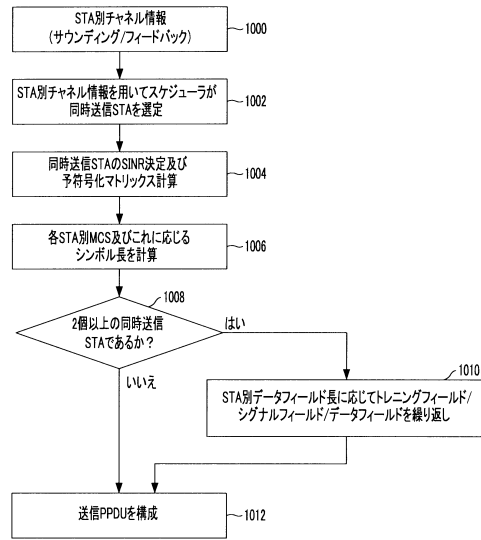 STA別チャネル情報
(サウンディング/フィードバック)
1000
STA別チャネル情報を用いてスケジューラが
同時送信STAを選定
1002
同時送信STAのSINR決定及び
予符号化マトリックス計算
1004
各STA別MCS及びこれに応じる
シンボル長を計算
1006
1008
2個以上の同時送信
STAであるか？
はい
いいえ
1010
STA別データフィールド長に応じてトレニングフィールド/
シグナルフィールド/データフィールドを繰り返し
送信PPDUを構成
1012